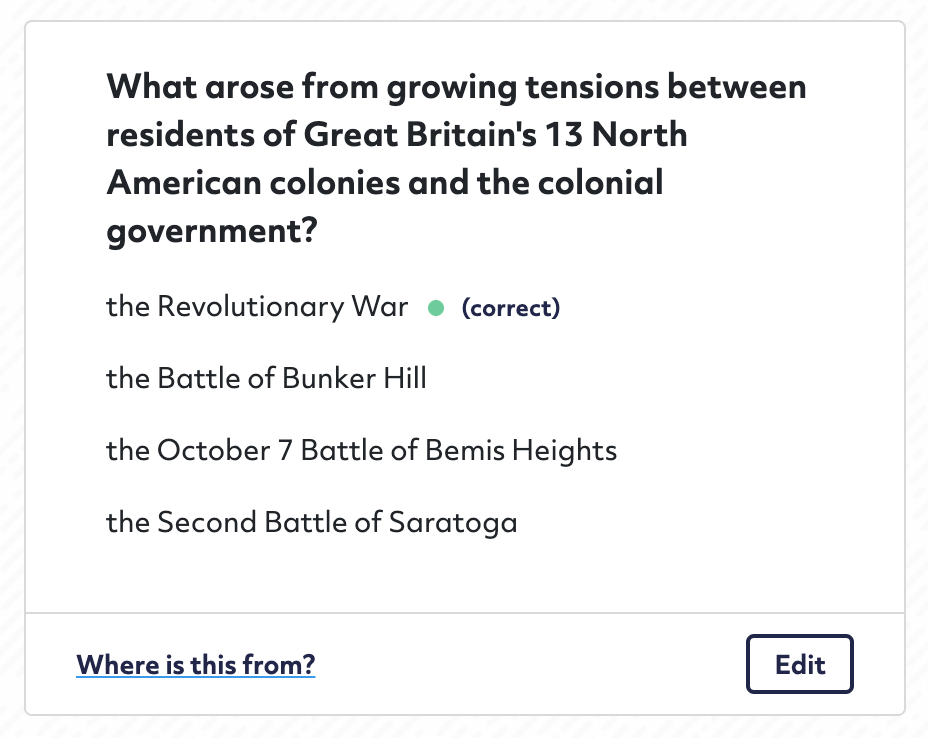 What arose from growing tensions between
residents of Great Britain's 13 North
American colonies and the colonial
government?
the Revolutionary War (correct)
the Battle of Bunker Hill
the October 7 Battle of Bemis Heights
the Second Battle of Saratoga
Where is this from?
Edit